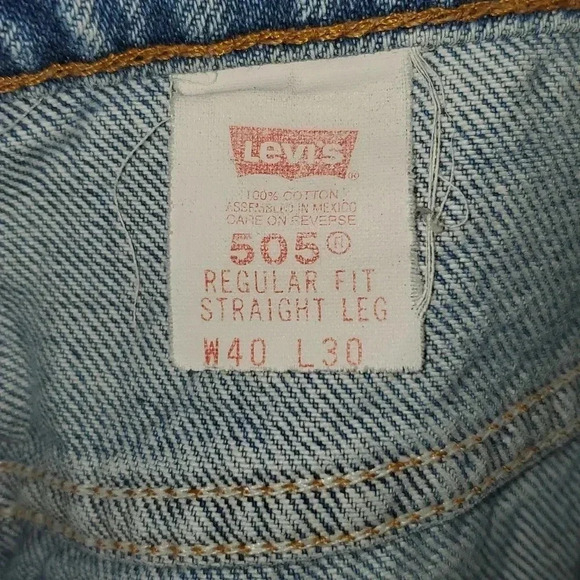 Levi's ®
100% COTTON
ASSEMBLED IN MEXICO
CARE ON REVERSE
505®
REGULAR FIT
STRAIGHT LEG
W40 L30